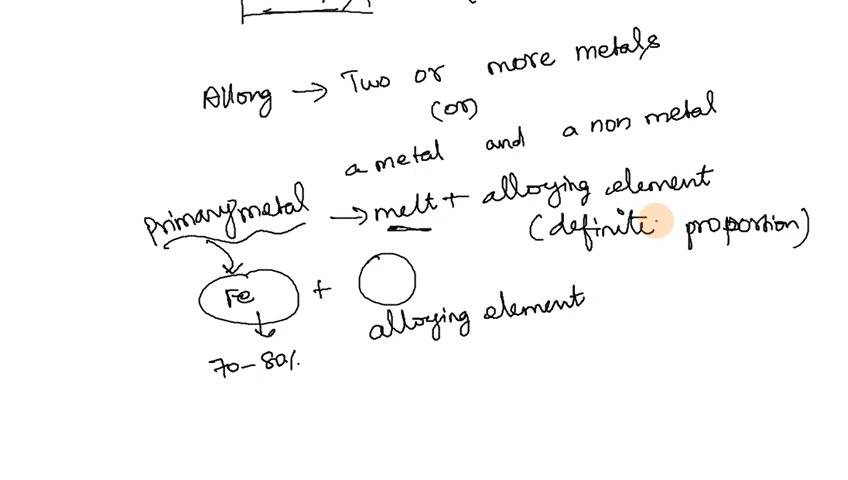 Alloy → Two or more metals
(or)
a metal and a non metal
Primary metal → melt + alloying element
(definite proportion)
Fe +
alloying element
70-80%